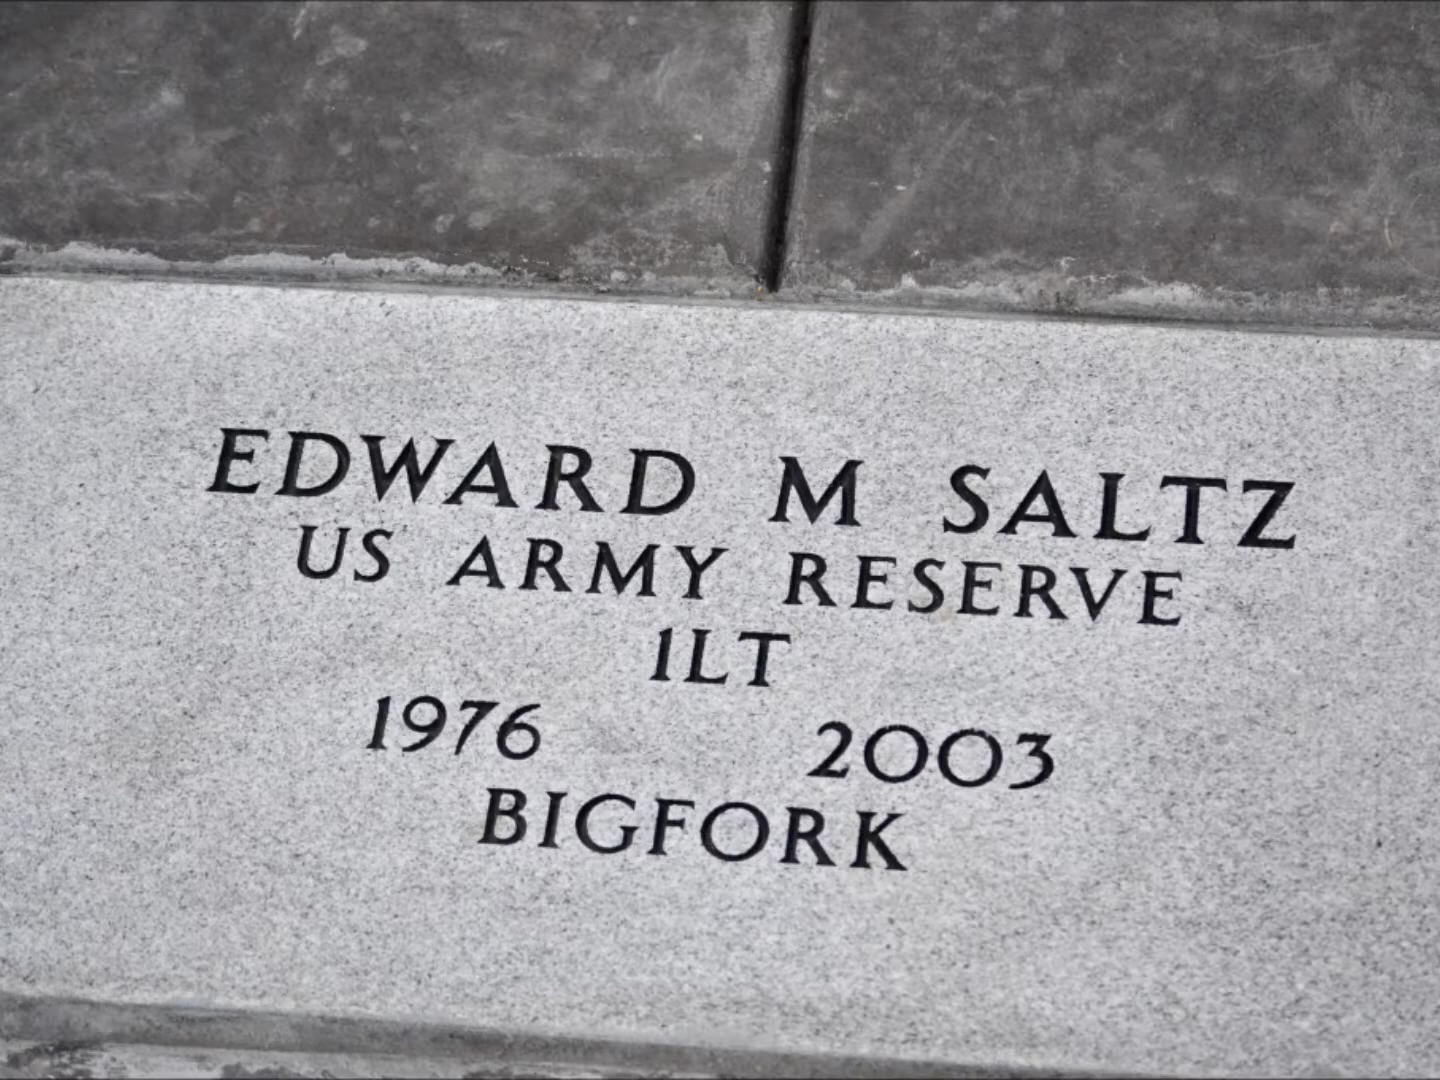 EDWARD M SALTZ
US ARMY RESERVE
1LT
1976 2003
BIGFORK